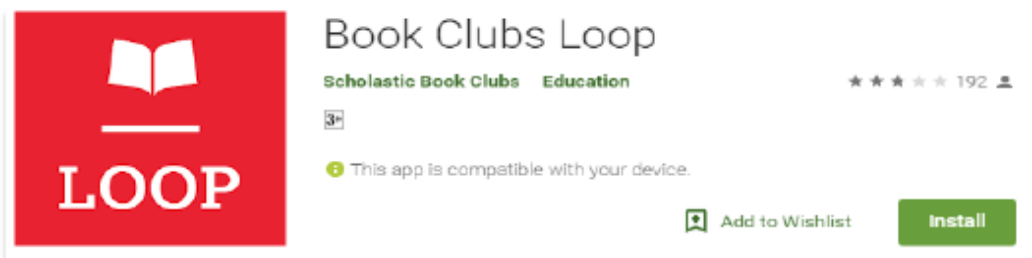 LOOP
Book Clubs Loop
Scholastic Book Clubs Education 192
3+
This app is compatible with your device.
Add to Wishlist Install